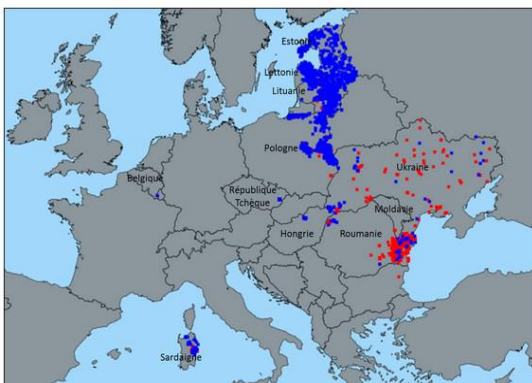 Estonie
Lettonie
Lituanie
Pologne
Ukraine
Belgique
République
Tchèque
Moldavie
Hongrie
Roumanie
Sardaigne